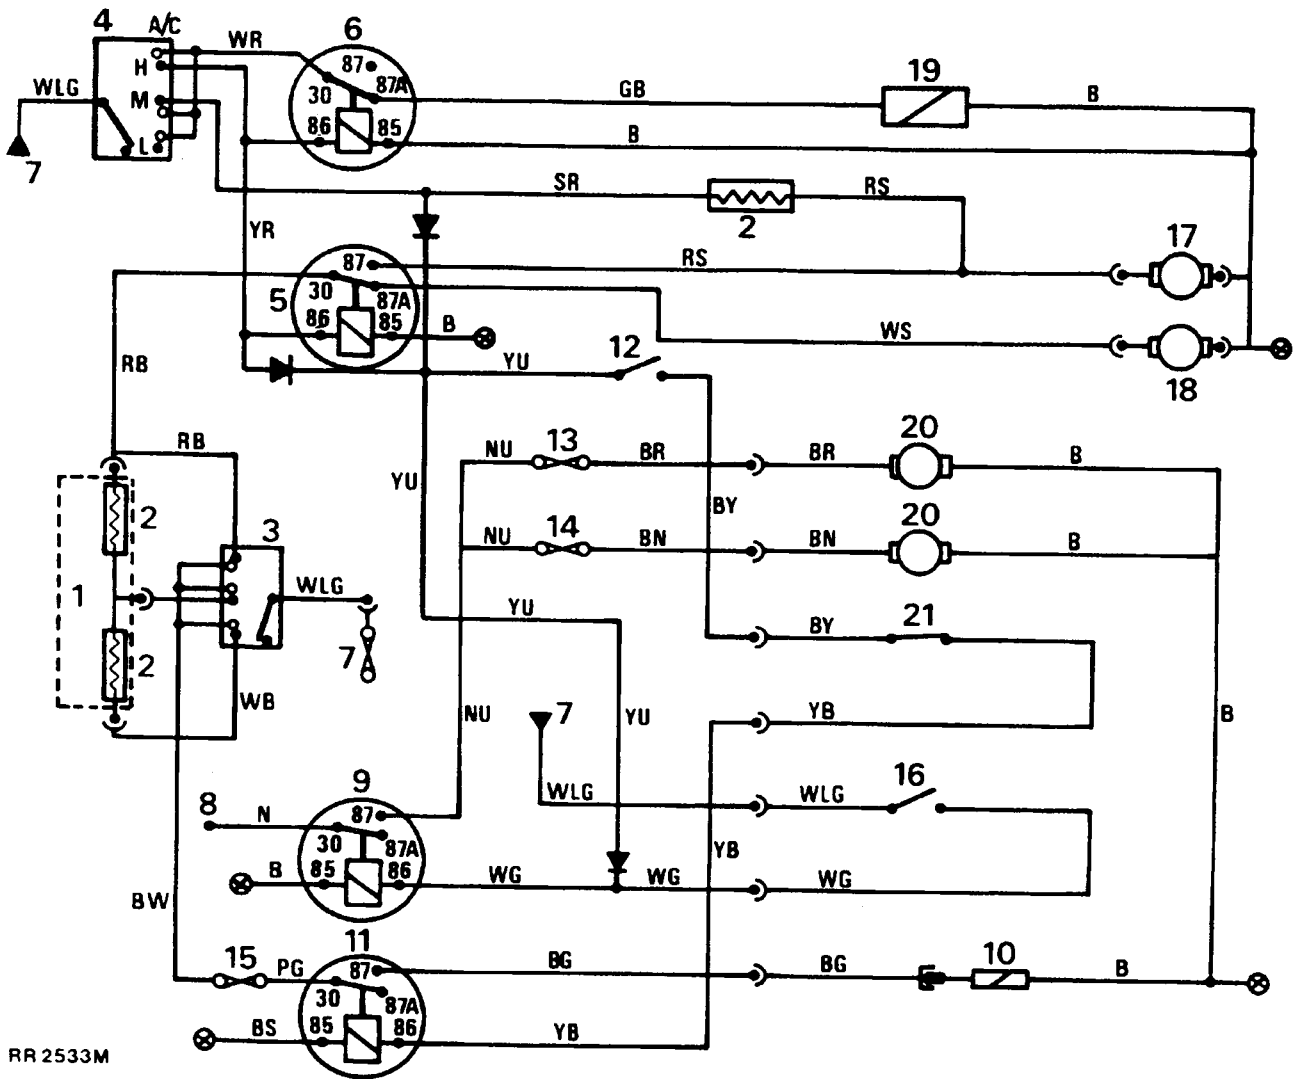 4 A/C
WR
6
87
87A
30
86 85
H
M
L
WLG
7
GB
19
B
B
SR
2
RS
YR
5
87
30
87A
86 85
B
RS
17
WS
18
YU
12
RB
RB
NU
13
BR
BR
20
B
YU
BY
NU
14
BN
BN
20
B
1
2
2
3
WLG
7
WB
YU
BY
21
NU
YU
7
YB
B
WLG
WLG
16
8
N
9
87
30
87A
85 86
B
WG
WG
WG
YB
BW
15
PG
11
87
30
87A
85 86
BG
BG
10
B
BS
YB
RR2533M